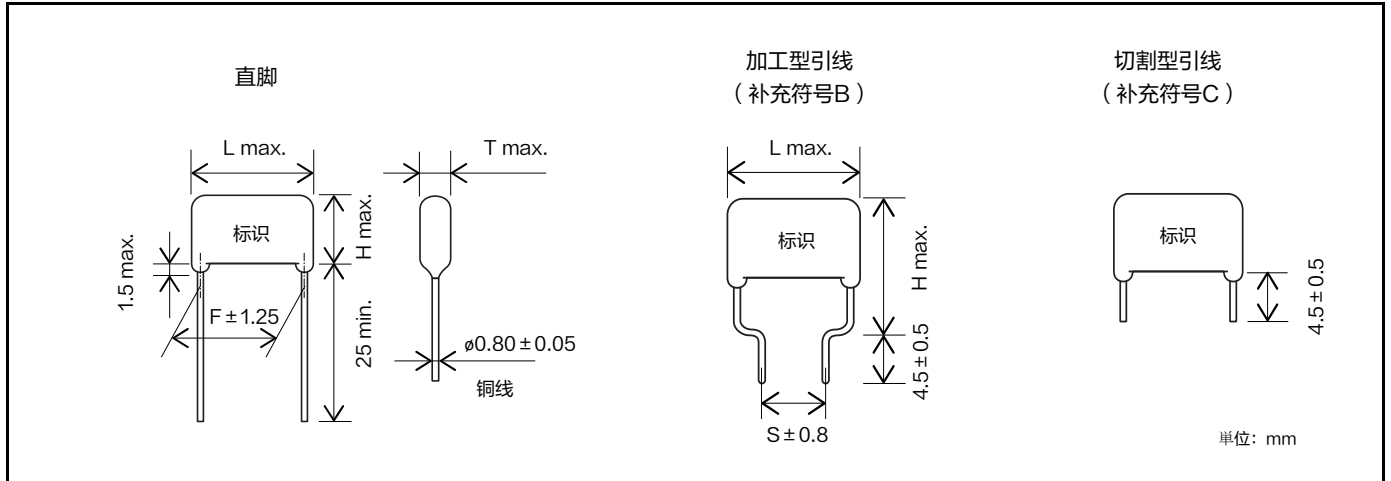 直脚
L max.
T max.
标识
H max.
1.5 max.
F±1.25
25 min.
ø0.80±0.05
铜线
加工型引线
（补充符号B）
L max.
标识
H max.
4.5±0.5
S±0.8
切割型引线
（补充符号C）
标识
4.5±0.5
单位：mm